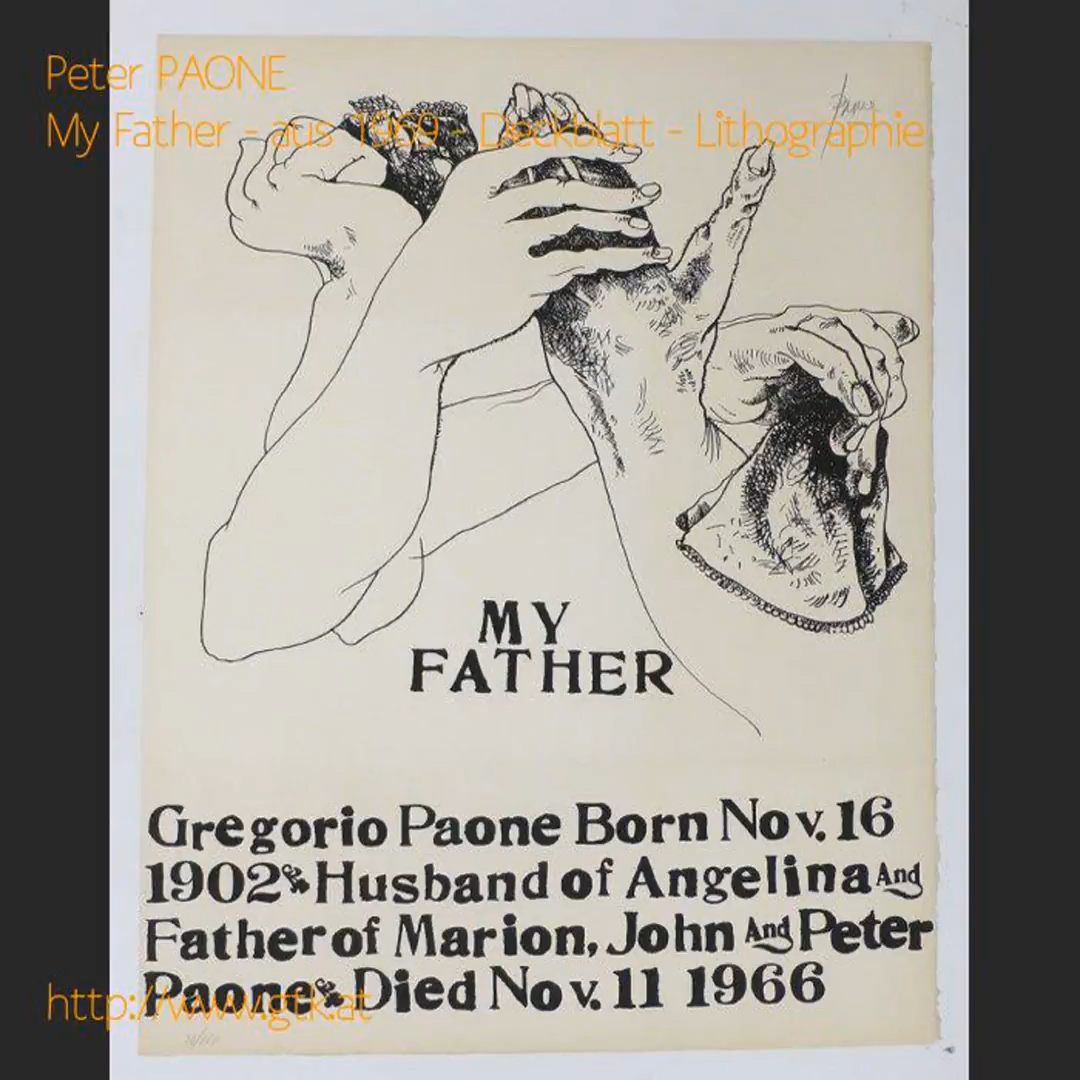 Peter PAONE
My Father - aus 1969 - Deckblatt - Lithographie
MY
FATHER
Gregorio Paone Born Nov. 16
1902 & Husband of Angelina And
Father of Marion, John And Peter
Paone & Died Nov. 11 1966
http://www.gtk.at